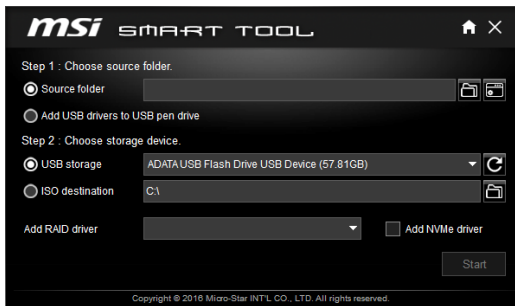 msi SMART TOOL
Step 1 : Choose source folder.
Source folder
Add USB drivers to USB pen drive
Step 2 : Choose storage device.
USB storage ADATA USB Flash Drive USB Device (57.81GB)
ISO destination C:\
Add RAID driver Add NVMe driver
Start
Copyright © 2016 Micro-Star INT'L CO., LTD. All rights reserved.